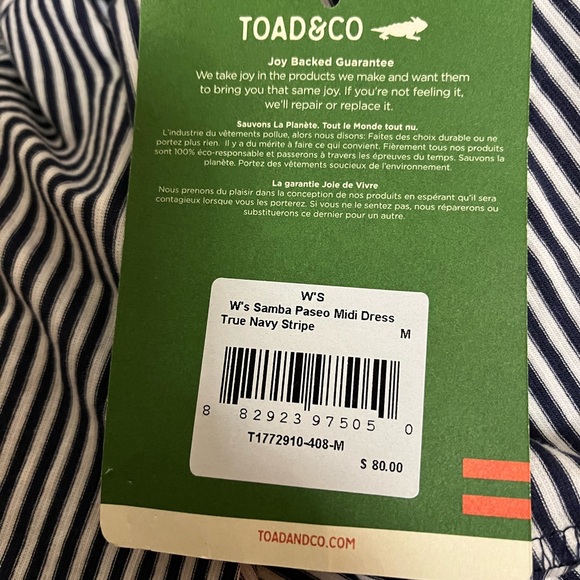 TOAD&CO
Joy Backed Guarantee
We take joy in the products we make and want them
to bring you that same joy. If you're not feeling it,
we'll repair or replace it.
Sauvons La Planète. Tout le Monde tout nu.
L'industrie du vêtements pollue, alors nous disons: Faites des choix durable ou ne
portez plus rien. Il y a du mérite à faire ce qui convient. Fièrement tous nos produits
sont 100% éco-responsable et passerons à travers les épreuves du temps. Sauvons la
planète. Portez des vêtements soucieux de l'environnement.
La garantie Joie de Vivre
Nous prenons du plaisir dans la conception de nos produits en espérant qu'il sera
contagieux lorsque vous les porterez. Si vous ne le sentez pas, nous réparerons ou
substituerons ce dernier pour un autre.
W'S
W's Samba Paseo Midi Dress
True Navy Stripe M
8 82923 97505 0
T1772910-408-M
$ 80.00
TOADANDCO.COM